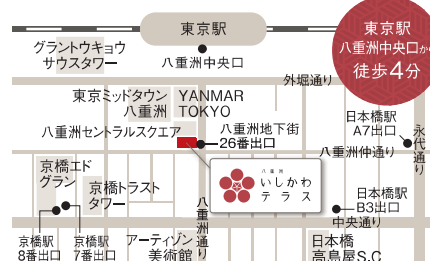 東京駅
東京駅
八重洲中央口から
徒歩4分
グラントウキョウ
サウスタワー
八重洲中央口
外堀通り
東京ミッドタウン
八重洲
YANMAR
TOKYO
八重洲セントラルスクエア
八重洲地下街
26番出口
日本橋駅
A7出口
永代通り
八重洲仲通り
京橋エド
グラン
京橋トラスト
タワー
八重洲
いしかわ
テラス
日本橋駅
B3出口
中央通り
八重洲通り
京橋駅
8番出口
京橋駅
7番出口
アーティゾン
美術館
日本橋
高島屋S.C